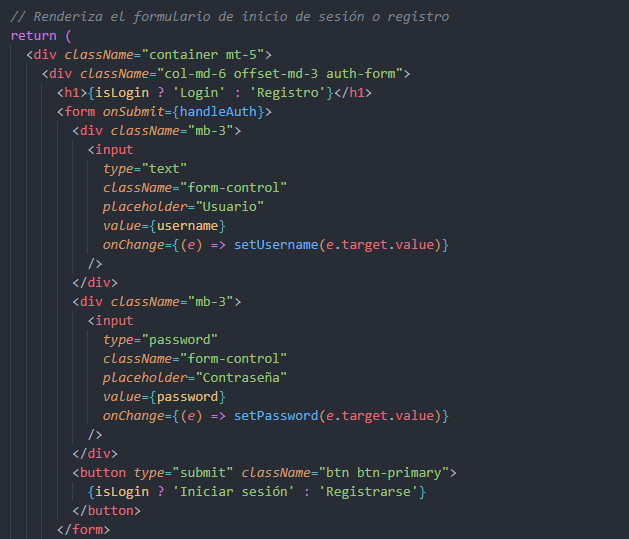 // Renderiza el formulario de inicio de sesión o registro
return (
  <div className="container mt-5">
    <div className="col-md-6 offset-md-3 auth-form">
      <h1>{isLogin ? 'Login' : 'Registro'}</h1>
      <form onSubmit={handleAuth}>
        <div className="mb-3">
          <input
            type="text"
            className="form-control"
            placeholder="Usuario"
            value={username}
            onChange={(e) => setUsername(e.target.value)}
          />
        </div>
        <div className="mb-3">
          <input
            type="password"
            className="form-control"
            placeholder="Contraseña"
            value={password}
            onChange={(e) => setPassword(e.target.value)}
          />
        </div>
        <button type="submit" className="btn btn-primary">
          {isLogin ? 'Iniciar sesión' : 'Registrarse'}
        </button>
      </form>